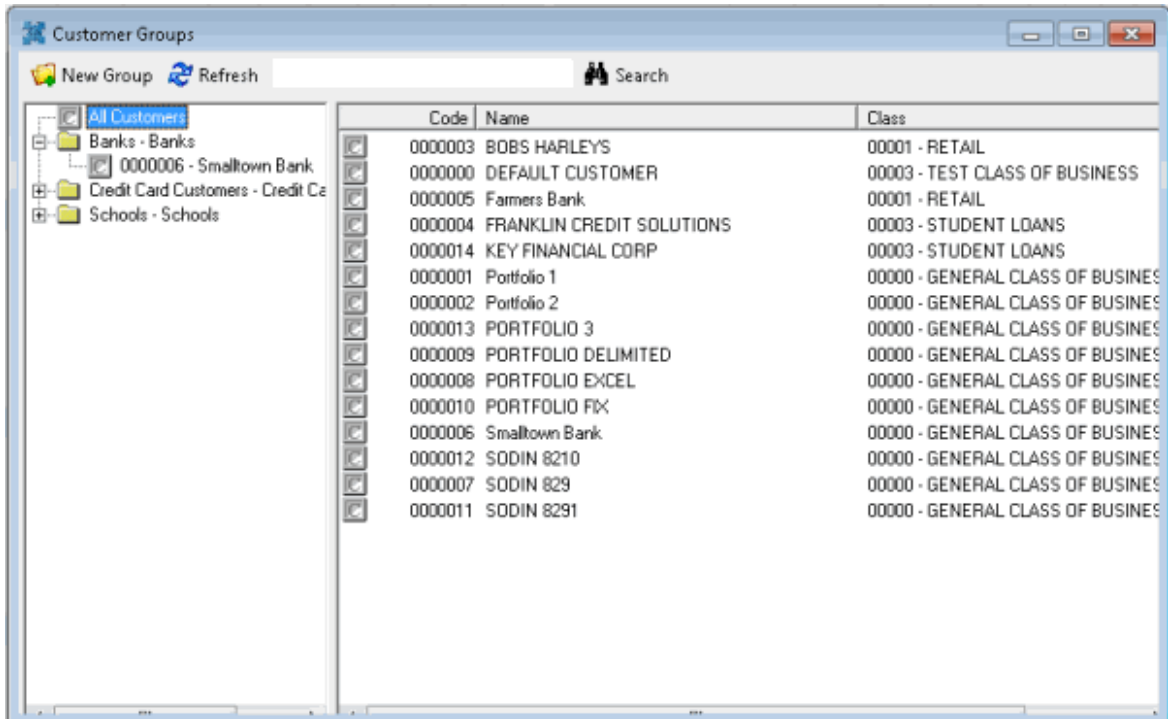 Customer Groups
New Group Refresh Search
All Customers
Banks - Banks
0000006 - Smalltown Bank
Credit Card Customers - Credit Ca
Schools - Schools
Code Name Class
0000003 BOBS HARLEYS 00001 - RETAIL
0000000 DEFAULT CUSTOMER 00003 - TEST CLASS OF BUSINESS
0000005 Farmers Bank 00001 - RETAIL
0000004 FRANKLIN CREDIT SOLUTIONS 00003 - STUDENT LOANS
0000014 KEY FINANCIAL CORP 00003 - STUDENT LOANS
0000001 Portfolio 1 00000 - GENERAL CLASS OF BUSINES
0000002 Portfolio 2 00000 - GENERAL CLASS OF BUSINES
0000013 PORTFOLIO 3 00000 - GENERAL CLASS OF BUSINES
0000009 PORTFOLIO DELIMITED 00000 - GENERAL CLASS OF BUSINES
0000008 PORTFOLIO EXCEL 00000 - GENERAL CLASS OF BUSINES
0000010 PORTFOLIO FIX 00000 - GENERAL CLASS OF BUSINES
0000006 Smalltown Bank 00000 - GENERAL CLASS OF BUSINES
0000012 SODIN 8210 00000 - GENERAL CLASS OF BUSINES
0000007 SODIN 829 00000 - GENERAL CLASS OF BUSINES
0000011 SODIN 8291 00000 - GENERAL CLASS OF BUSINES